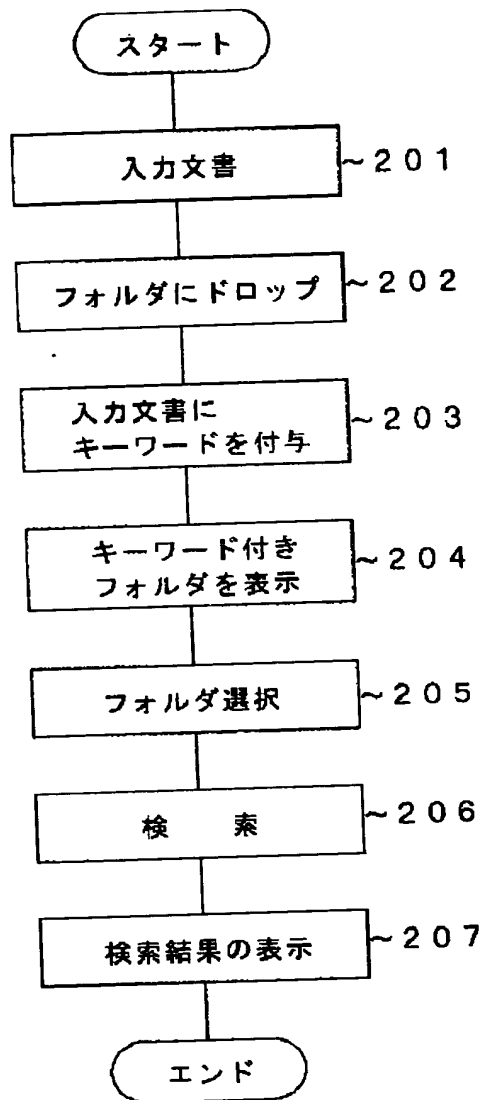 スタート
入力文書 ~201
フォルダにドロップ ~202
入力文書に
キーワードを付与 ~203
キーワード付き
フォルダを表示 ~204
フォルダ選択 ~205
検索 ~206
検索結果の表示 ~207
エンド